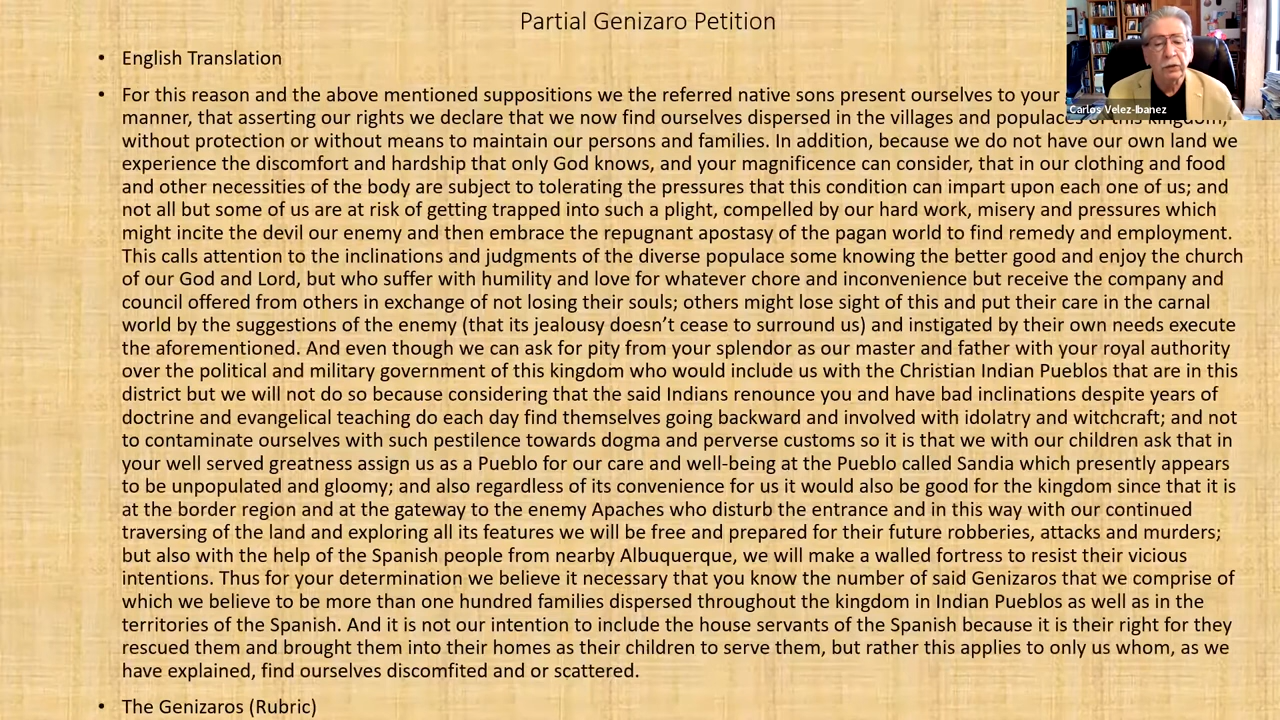 Partial Genizaro Petition
• English Translation
• For this reason and the above mentioned suppositions we the referred native sons present ourselves to your
manner, that asserting our rights we declare that we now find ourselves dispersed in the villages and populaces of this kingdom,
without protection or without means to maintain our persons and families. In addition, because we do not have our own land we
experience the discomfort and hardship that only God knows, and your magnificence can consider, that in our clothing and food
and other necessities of the body are subject to tolerating the pressures that this condition can impart upon each one of us; and
not all but some of us are at risk of getting trapped into such a plight, compelled by our hard work, misery and pressures which
might incite the devil our enemy and then embrace the repugnant apostasy of the pagan world to find remedy and employment.
This calls attention to the inclinations and judgments of the diverse populace some knowing the better good and enjoy the church
of our God and Lord, but who suffer with humility and love for whatever chore and inconvenience but receive the company and
council offered from others in exchange of not losing their souls; others might lose sight of this and put their care in the carnal
world by the suggestions of the enemy (that its jealousy doesn't cease to surround us) and instigated by their own needs execute
the aforementioned. And even though we can ask for pity from your splendor as our master and father with your royal authority
over the political and military government of this kingdom who would include us with the Christian Indian Pueblos that are in this
district but we will not do so because considering that the said Indians renounce you and have bad inclinations despite years of
doctrine and evangelical teaching do each day find themselves going backward and involved with idolatry and witchcraft; and not
to contaminate ourselves with such pestilence towards dogma and perverse customs so it is that we with our children ask that in
your well served greatness assign us as a Pueblo for our care and well-being at the Pueblo called Sandia which presently appears
to be unpopulated and gloomy; and also regardless of its convenience for us it would also be good for the kingdom since that it is
at the border region and at the gateway to the enemy Apaches who disturb the entrance and in this way with our continued
traversing of the land and exploring all its features we will be free and prepared for their future robberies, attacks and murders;
but also with the help of the Spanish people from nearby Albuquerque, we will make a walled fortress to resist their vicious
intentions. Thus for your determination we believe it necessary that you know the number of said Genizaros that we comprise of
which we believe to be more than one hundred families dispersed throughout the kingdom in Indian Pueblos as well as in the
territories of the Spanish. And it is not our intention to include the house servants of the Spanish because it is their right for they
rescued them and brought them into their homes as their children to serve them, but rather this applies to only us whom, as we
have explained, find ourselves discomfited and or scattered.
• The Genizaros (Rubric)
Carlos Velez-Ibanez